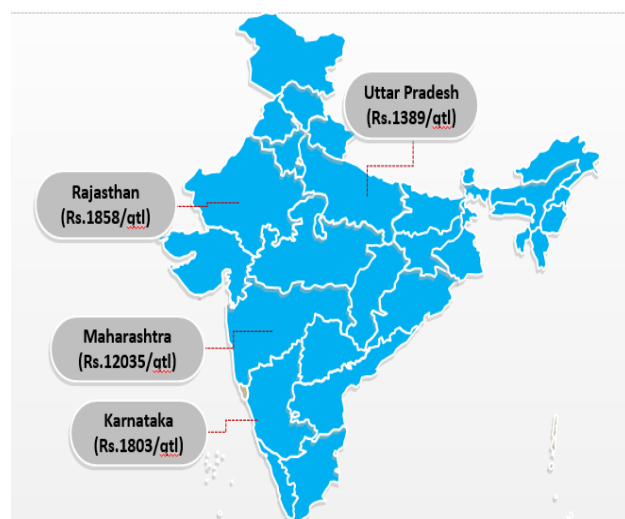 Uttar Pradesh
(Rs.1389/qtl)
Rajasthan
(Rs.1858/qtl)
Maharashtra
(Rs.12035/qtl)
Karnataka
(Rs.1803/qtl)